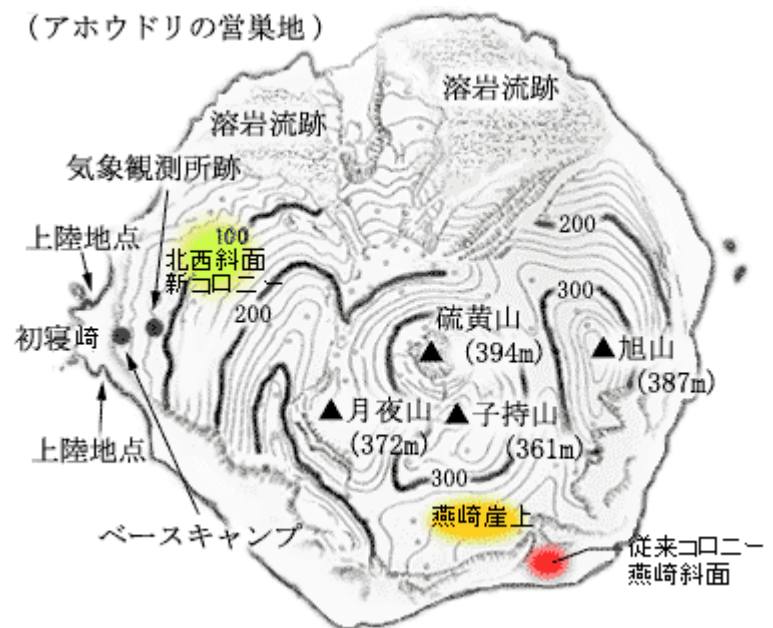 (アホウドリの営巣地)
溶岩流跡
溶岩流跡
気象観測所跡
上陸地点
100
北西斜面
新コロニー
200
200
300
初寝崎
硫黄山
(394m)
旭山
(387m)
月夜山
(372m)
子持山
(361m)
上陸地点
300
燕崎崖上
ベースキャンプ
従来コロニー
燕崎斜面